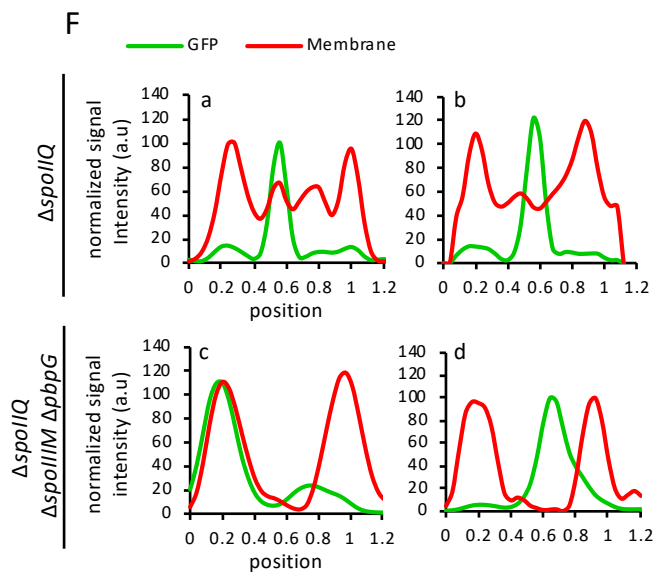 F
GFP
Membrane
ΔspoIIQ
normalized signal
Intensity (a.u)
a
140
120
100
80
60
40
20
0
0 0.2 0.4 0.6 0.8 1 1.2
position
b
140
120
100
80
60
40
20
0
0 0.2 0.4 0.6 0.8 1 1.2
ΔspoIIQ
ΔspoIIIM ΔpbpG
normalized signal
intensity (a.u)
c
140
120
100
80
60
40
20
0
0 0.2 0.4 0.6 0.8 1 1.2
position
d
140
120
100
80
60
40
20
0
0 0.2 0.4 0.6 0.8 1 1.2